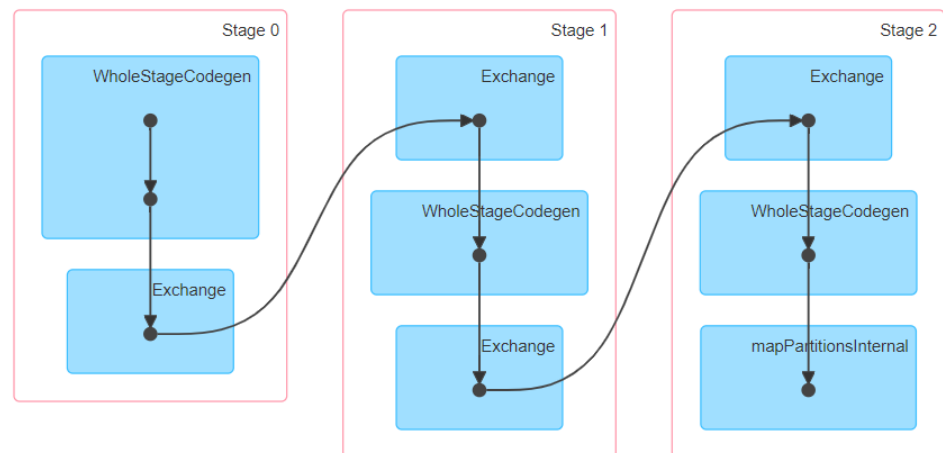 Stage 0
WholeStageCodegen
Exchange
Stage 1
Exchange
WholeStageCodegen
Exchange
Stage 2
Exchange
WholeStageCodegen
mapPartitionsInternal